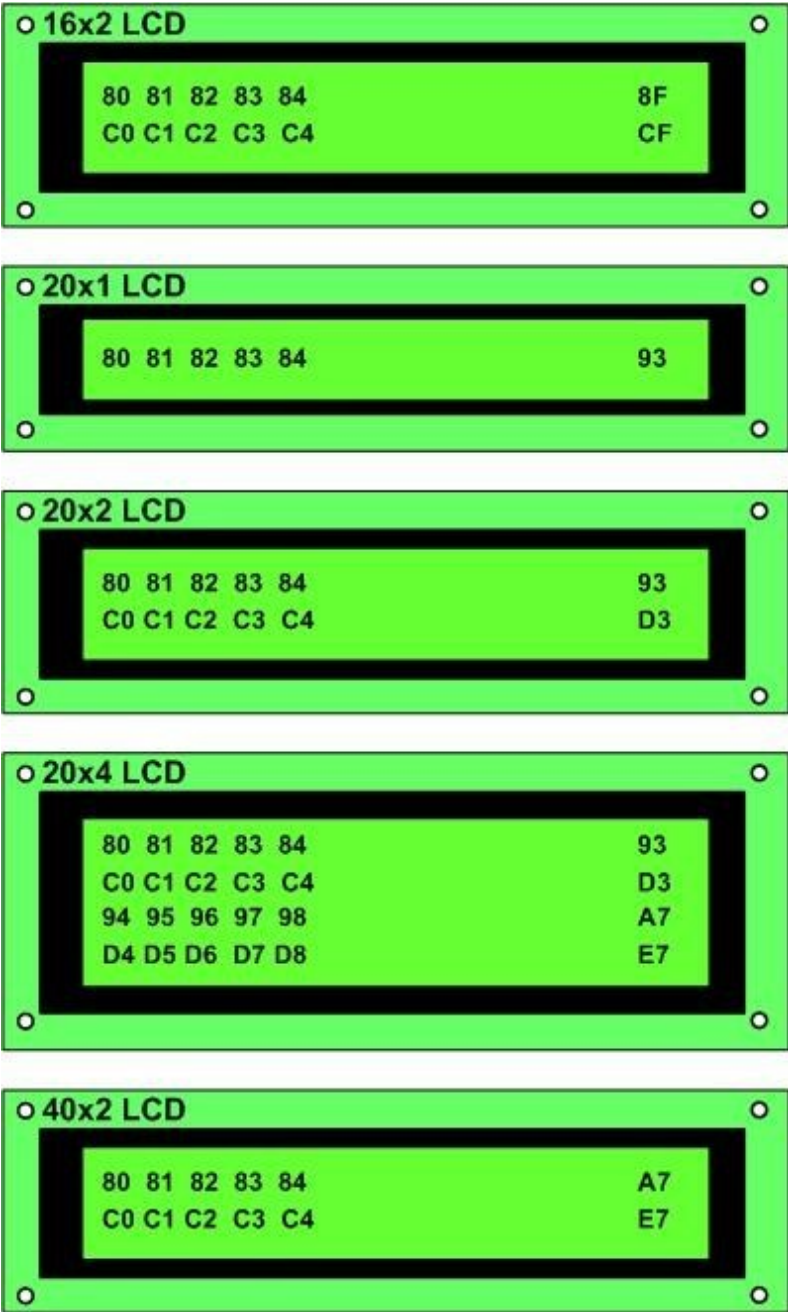 16x2 LCD
80 81 82 83 84 8F
C0 C1 C2 C3 C4 CF
20x1 LCD
80 81 82 83 84 93
20x2 LCD
80 81 82 83 84 93
C0 C1 C2 C3 C4 D3
20x4 LCD
80 81 82 83 84 93
C0 C1 C2 C3 C4 D3
94 95 96 97 98 A7
D4 D5 D6 D7 D8 E7
40x2 LCD
80 81 82 83 84 A7
C0 C1 C2 C3 C4 E7